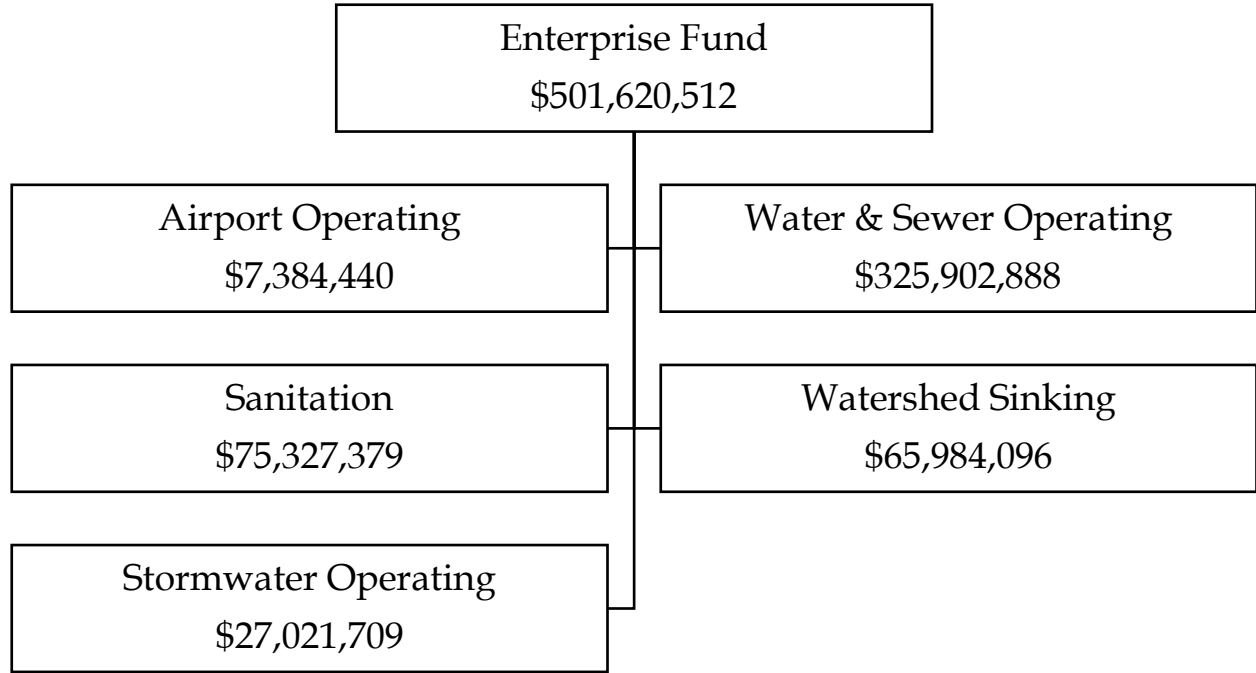 Enterprise Fund
$501,620,512
Airport Operating
$7,384,440
Water & Sewer Operating
$325,902,888
Sanitation
$75,327,379
Watershed Sinking
$65,984,096
Stormwater Operating
$27,021,709